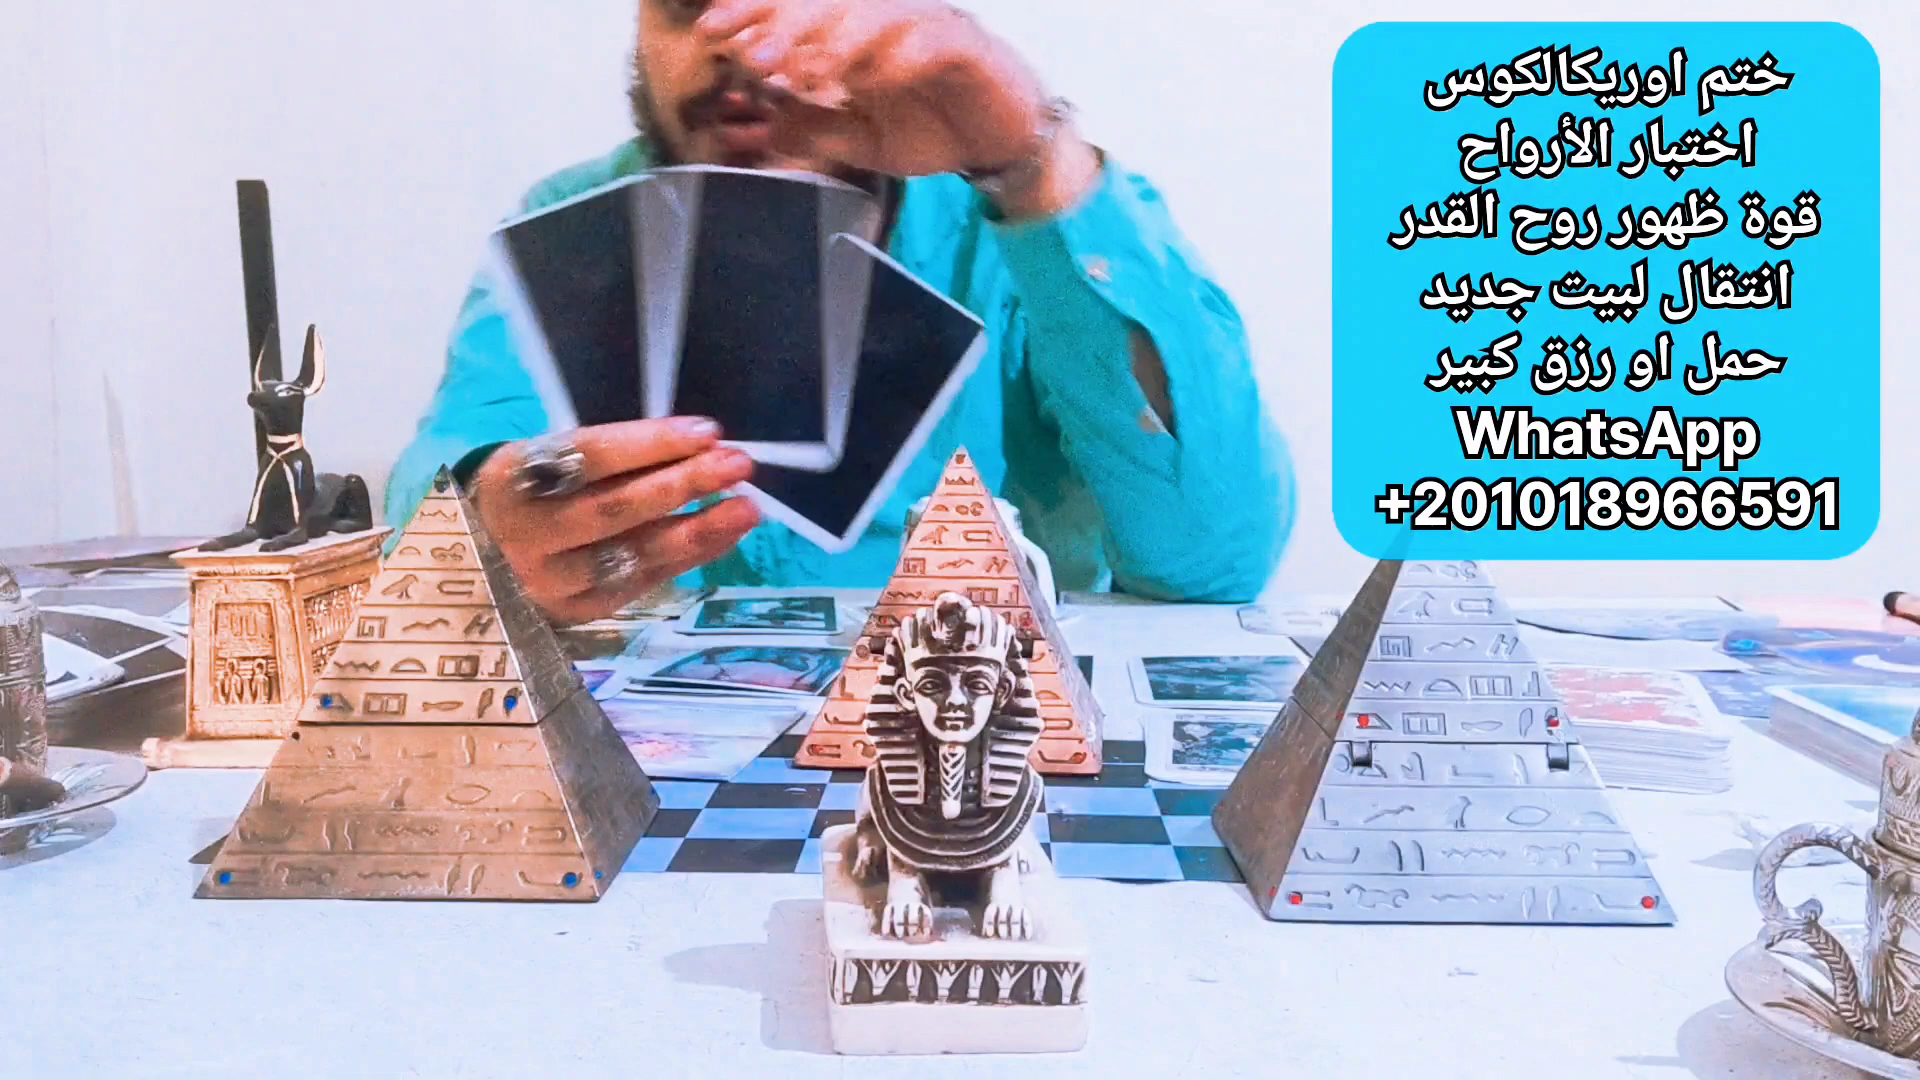 ختم اوريكالكوس
اختبار الأرواح
قوة ظهور روح القدر
انتقال لبيت جديد
حمل او رزق كبير
WhatsApp
+201018966591